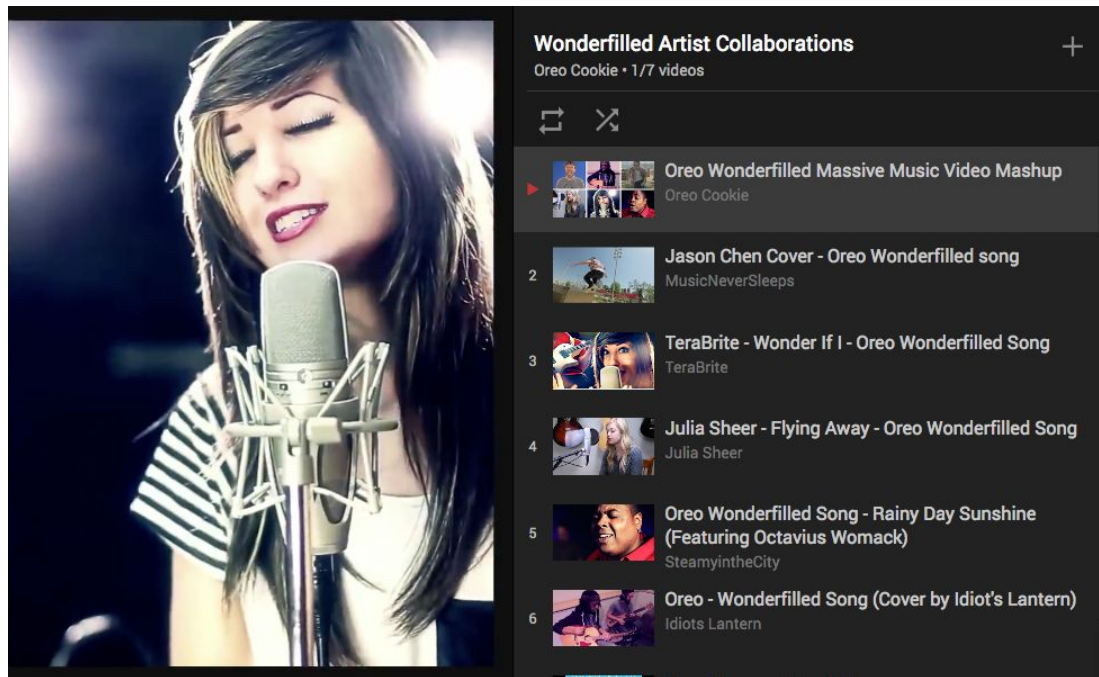 Wonderfilled Artist Collaborations
Oreo Cookie • 1/7 videos
Oreo Wonderfilled Massive Music Video Mashup
Oreo Cookie
2
Jason Chen Cover - Oreo Wonderfilled song
MusicNeverSleeps
3
TeraBrite - Wonder If I - Oreo Wonderfilled Song
TeraBrite
4
Julia Sheer - Flying Away - Oreo Wonderfilled Song
Julia Sheer
5
Oreo Wonderfilled Song - Rainy Day Sunshine
(Featuring Octavius Womack)
SteamyintheCity
6
Oreo - Wonderfilled Song (Cover by Idiot's Lantern)
Idiots Lantern